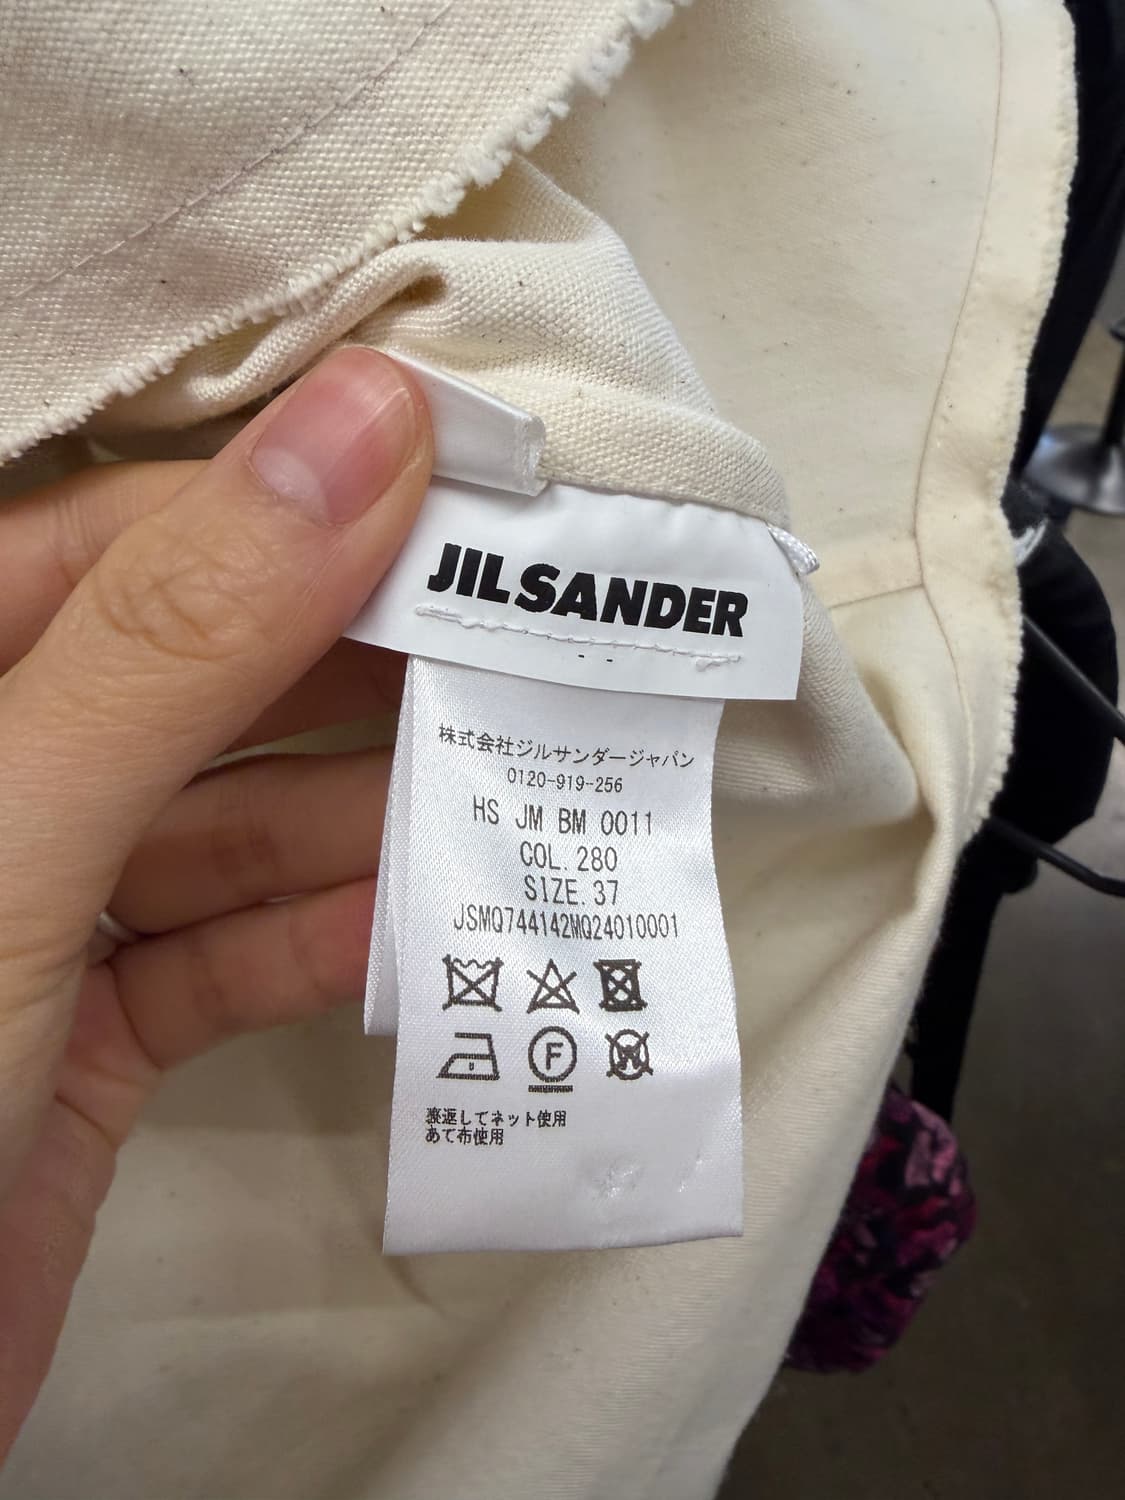 JIL SANDER
株式会社ジルサンダージャパン
0120-919-256
HS JM BM 0011
COL. 280
SIZE. 37
JSMQ744142MQ24010001
F
W
裏返してネット使用
あて布使用